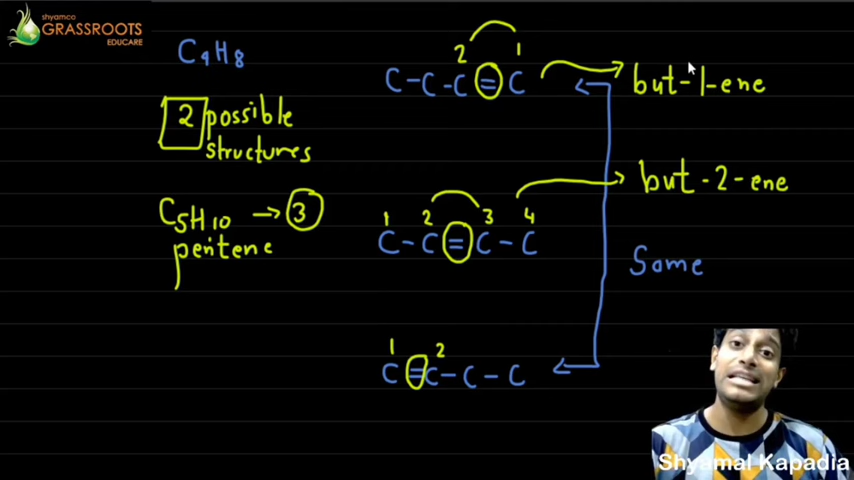 shyamco
GRASSROOTS
EDUCARE
C4H8
2 possible
structures
C5H10 → 3
pentene
2 1
C-C-C=C
but-1-ene
1 2 3 4
C-C=C-C
but-2-ene
Same
1 2
C=C-C-C
Shyamal Kapadia